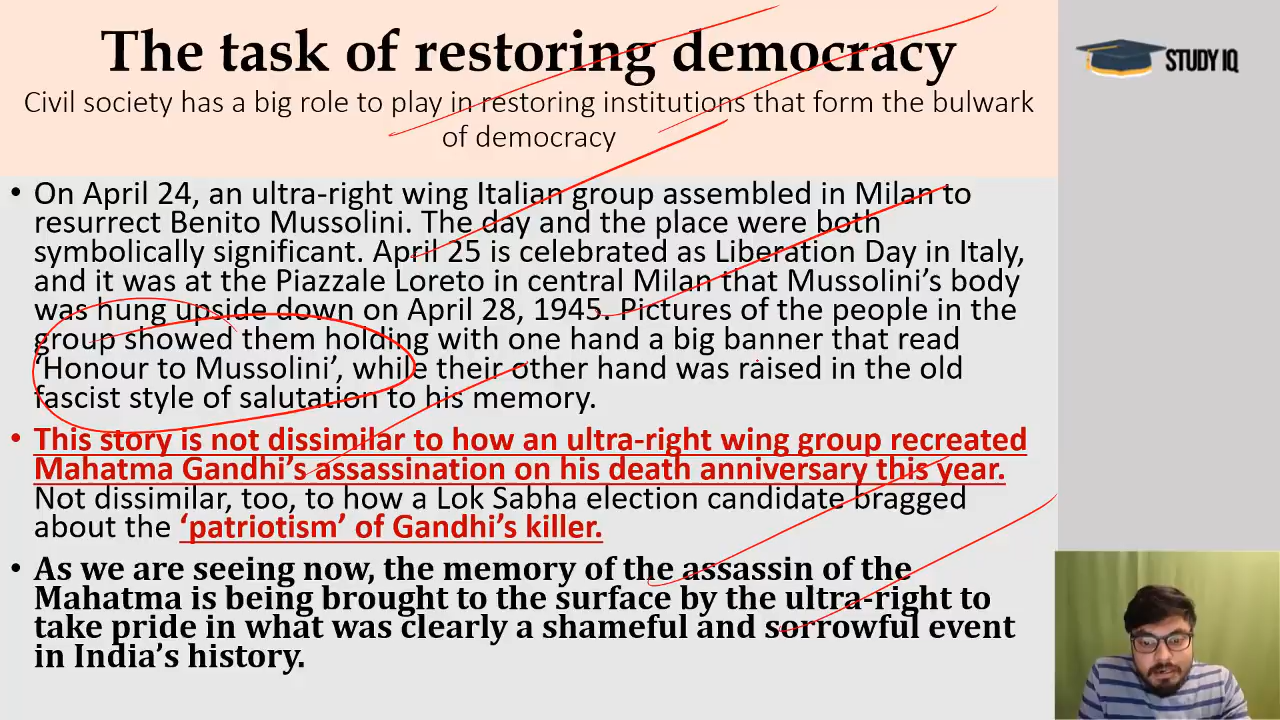 The task of restoring democracy
Civil society has a big role to play in restoring institutions that form the bulwark
of democracy
STUDY IQ
• On April 24, an ultra-right wing Italian group assembled in Milan to
resurrect Benito Mussolini. The day and the place were both
symbolically significant. April 25 is celebrated as Liberation Day in Italy,
and it was at the Piazzale Loreto in central Milan that Mussolini’s body
was hung upside down on April 28, 1945. Pictures of the people in the
group showed them holding with one hand a big banner that read
‘Honour to Mussolini’, while their other hand was raised in the old
fascist style of salutation to his memory.
• This story is not dissimilar to how an ultra-right wing group recreated
Mahatma Gandhi’s assassination on his death anniversary this year.
Not dissimilar, too, to how a Lok Sabha election candidate bragged
about the ‘patriotism’ of Gandhi’s killer.
• As we are seeing now, the memory of the assassin of the
Mahatma is being brought to the surface by the ultra-right to
take pride in what was clearly a shameful and sorrowful event
in India’s history.